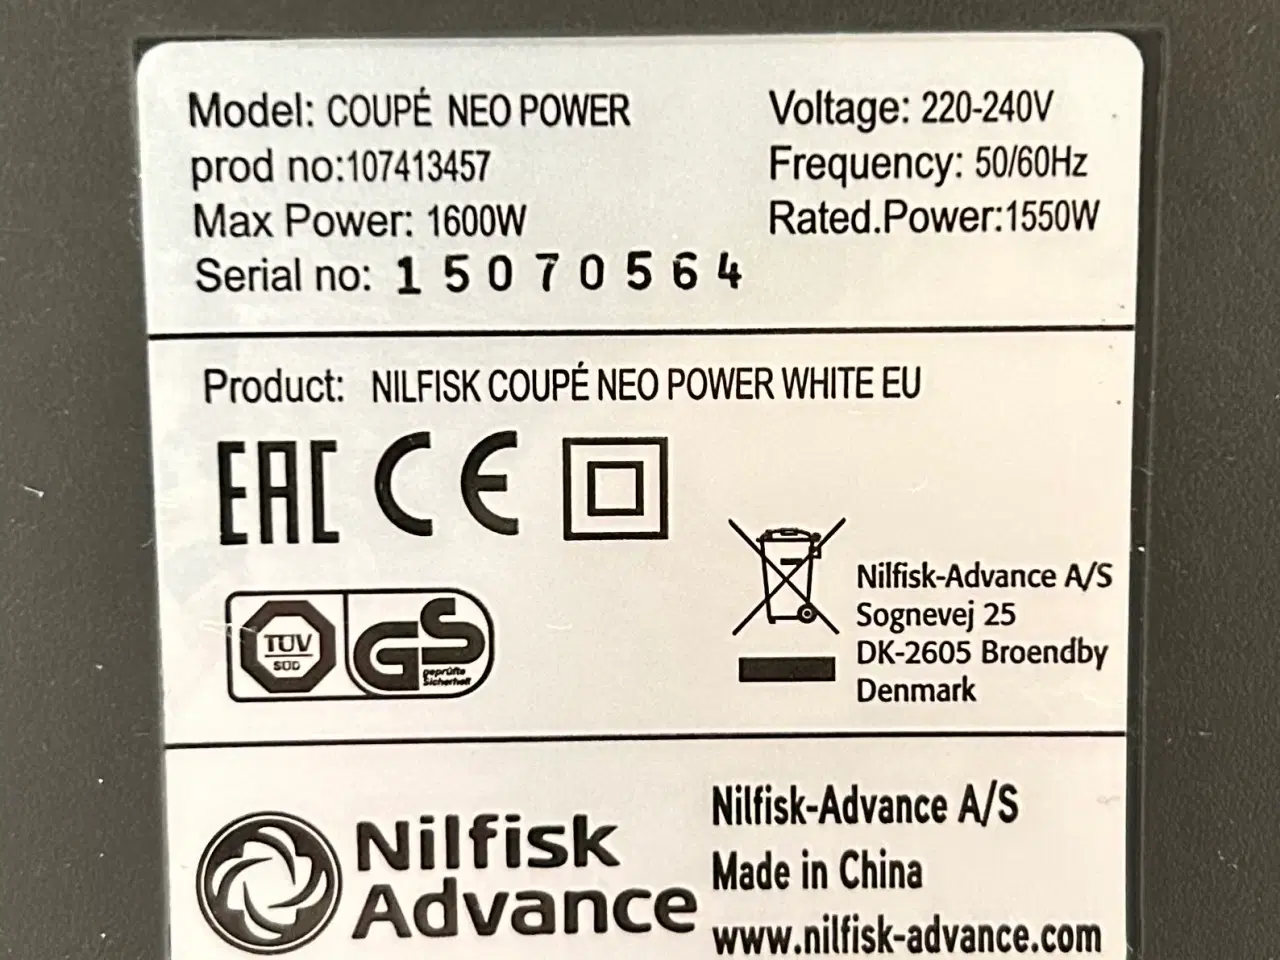 Model: COUPÉ NEO POWER
prod no:107413457
Max Power: 1600W
Serial no: 15070564
Voltage: 220-240V
Frequency: 50/60Hz
Rated.Power:1550W
Product: NILFISK COUPÉ NEO POWER WHITE EU
EAC CE
TÜV
SÜD
GS
geprüfte
Sicherheit
Nilfisk-Advance A/S
Sognevej 25
DK-2605 Broendby
Denmark
Nilfisk
Advance
Nilfisk-Advance A/S
Made in China
www.nilfisk-advance.com